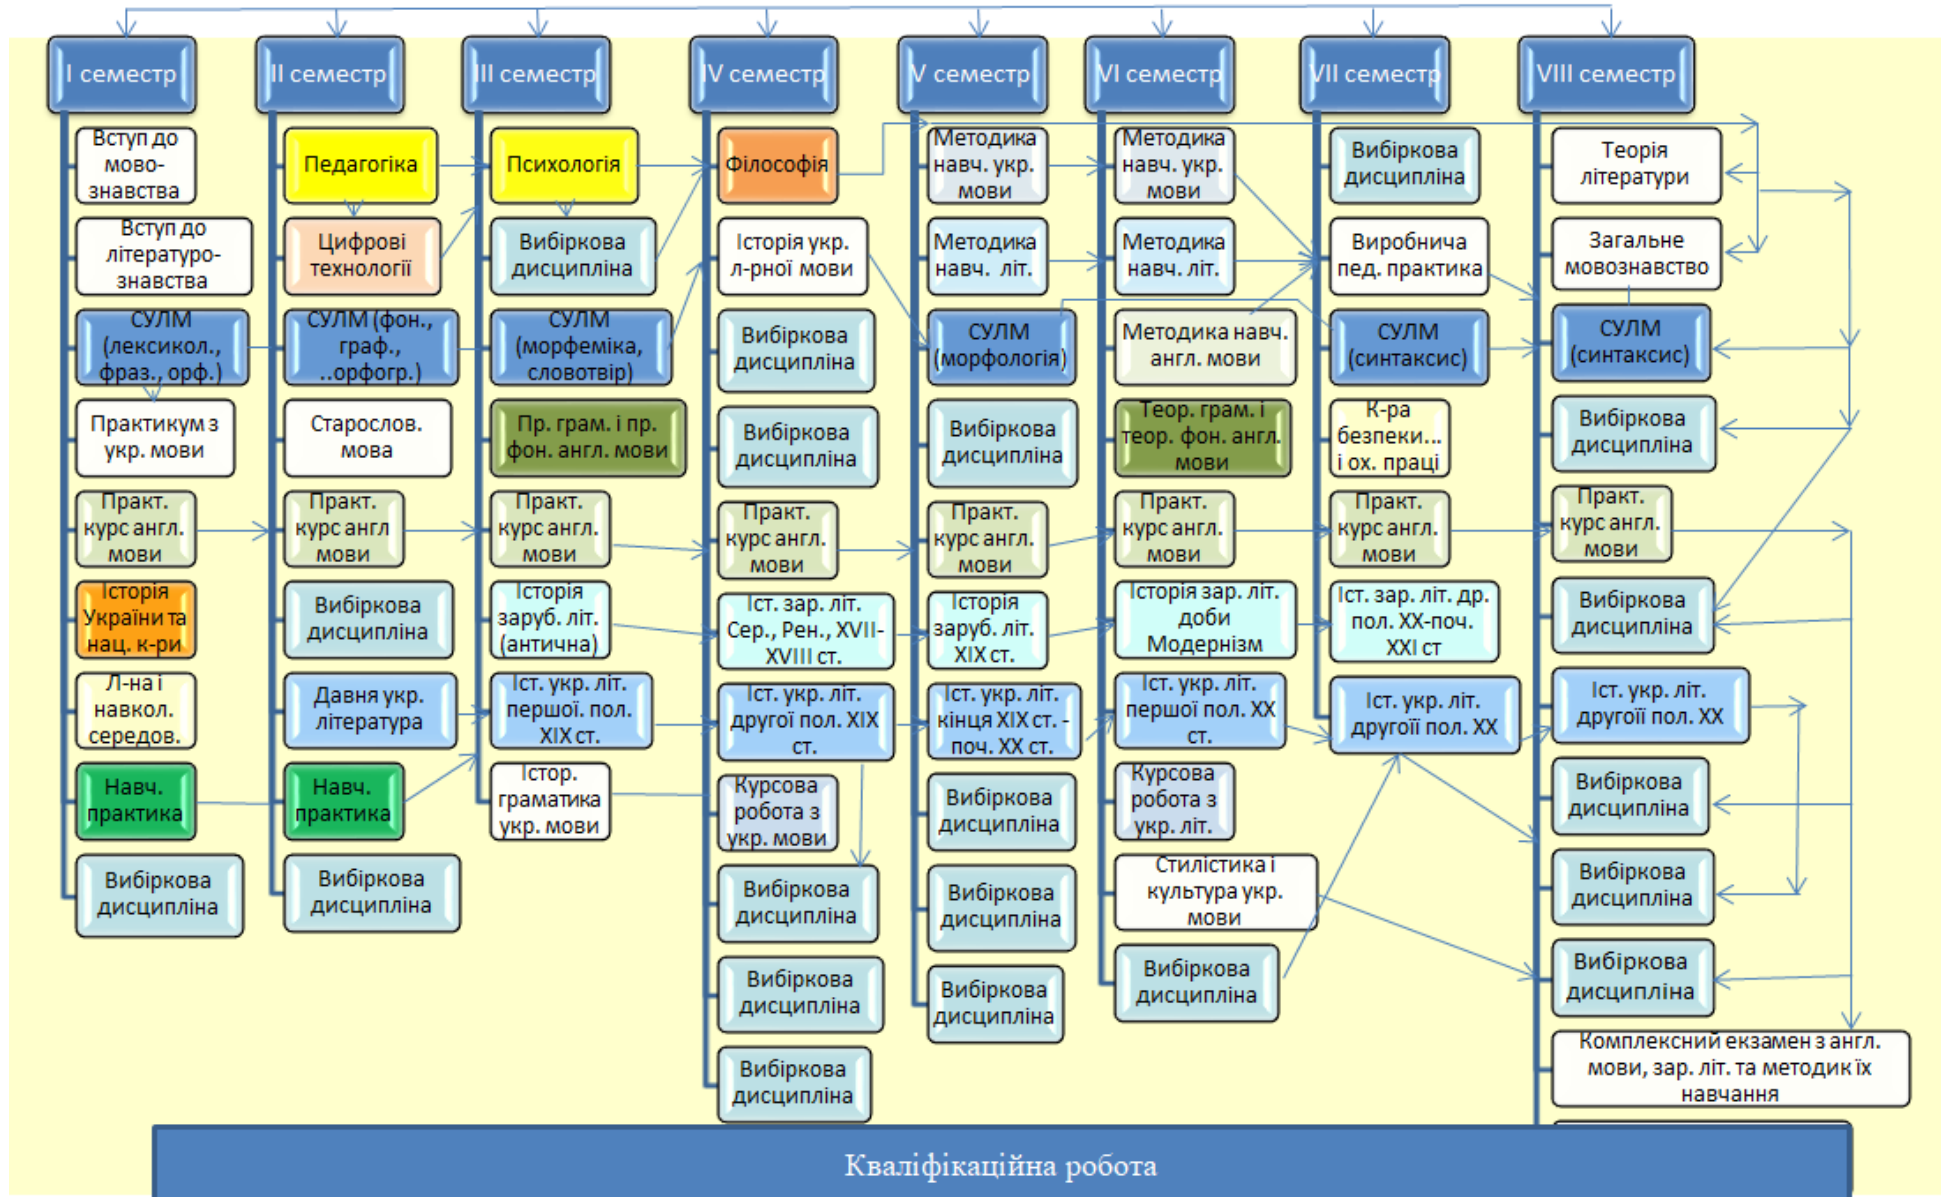 I семестр
Вступ до
мово-
знавства
Вступ до
літературо-
знавства
СУЛМ
(лексикол.,
фраз., орф.)
Практикум з
укр. мови
Практ.
курс англ.
мови
Історія
України та
нац. к-ри
Л-на і
навкол.
середов.
Навч.
практика
Вибіркова
дисципліна
II семестр
Педагогіка
Цифрові
технології
СУЛМ (фон.,
граф.,
..орфогр.)
Старослов.
мова
Практ.
курс англ
мови
Вибіркова
дисципліна
Давня укр.
література
Навч.
практика
Вибіркова
дисципліна
III семестр
Психологія
Вибіркова
дисципліна
СУЛМ
(морфеміка,
словотвір)
Пр. грам. і пр.
фон. англ. мови
Практ.
курс англ.
мови
Історія
заруб. літ.
(антична)
Іст. укр. літ.
першої. пол.
XIX ст.
Істор.
граматика
укр. мови
IV семестр
Філософія
Історія укр.
л-рної мови
Вибіркова
дисципліна
Вибіркова
дисципліна
Практ.
курс англ.
мови
Іст. зар. літ.
Сер., Рен., XVII-
XVIII ст.
Іст. укр. літ.
другої пол. XIX
ст.
Курсова
робота з
укр. мови
Вибіркова
дисципліна
Вибіркова
дисципліна
Вибіркова
дисципліна
V семестр
Методика
навч. укр.
мови
Методика
навч. літ.
СУЛМ
(морфологія)
Вибіркова
дисципліна
Практ.
курс англ.
мови
Історія
заруб. літ.
XIX ст.
Іст. укр. літ.
кінця XIX ст. -
поч. XX ст.
Вибіркова
дисципліна
Вибіркова
дисципліна
Вибіркова
дисципліна
VI семестр
Методика
навч. укр.
мови
Методика
навч. літ.
Методика навч.
англ. мови
Теор. грам. і
теор. фон. англ.
мови
Практ.
курс англ.
мови
Історія зар. літ.
доби
Модернізм
Іст. укр. літ.
першої пол. XX
ст.
Курсова
робота з
укр. літ.
Стилістика і
культура укр.
мови
Вибіркова
дисципліна
VII семестр
Вибіркова
дисципліна
Виробнича
пед. практика
СУЛМ
(синтаксис)
К-ра
безпеки...
і ох. праці
Практ.
курс англ.
мови
Іст. зар. літ. др.
пол. XX-поч.
XXI ст
Іст. укр. літ.
другоїі пол. XX
VIII семестр
Теорія
літератури
Загальне
мовознавство
СУЛМ
(синтаксис)
Вибіркова
дисципліна
Практ.
курс англ.
мови
Вибіркова
дисципліна
Іст. укр. літ.
другоїі пол. XX
Вибіркова
дисципліна
Вибіркова
дисципліна
Вибіркова
дисципліна
Комплексний екзамен з англ.
мови, зар. літ. та методик їх
навчання
Кваліфікаційна робота